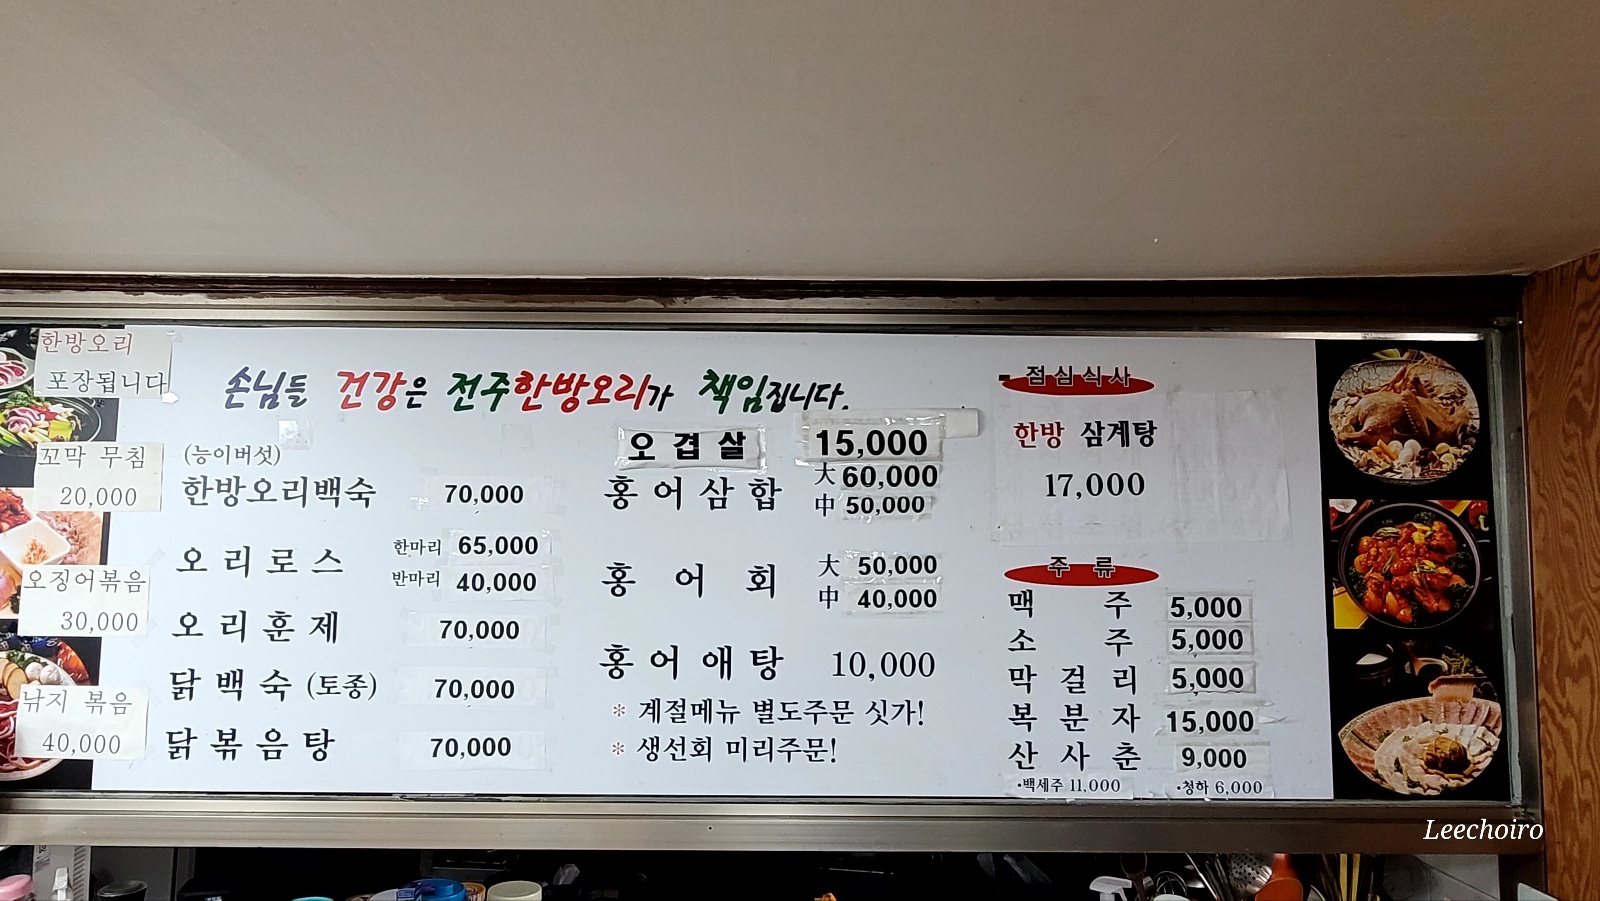 한방오리
포장됩니다
꼬막 무침
20,000
오징어볶음
30,000
낚지 볶음
40,000
손님들 건강은 전주한방오리가 책임집니다.
(능이버섯)
한방오리백숙 70,000
오리로스 한마리 65,000
반마리 40,000
오리훈제 70,000
닭백숙 (토종) 70,000
닭볶음탕 70,000
오겹살 15,000
홍어삼합 大 60,000
中 50,000
홍어회 大 50,000
中 40,000
홍어애탕 10,000
* 계절메뉴 별도주문 싯가!
* 생선회 미리주문!
점심식사
한방 삼계탕
17,000
주류
맥주 5,000
소주 5,000
막걸리 5,000
복분자 15,000
산사춘 9,000
•백세주 11,000 •청하 6,000
Leechoiro